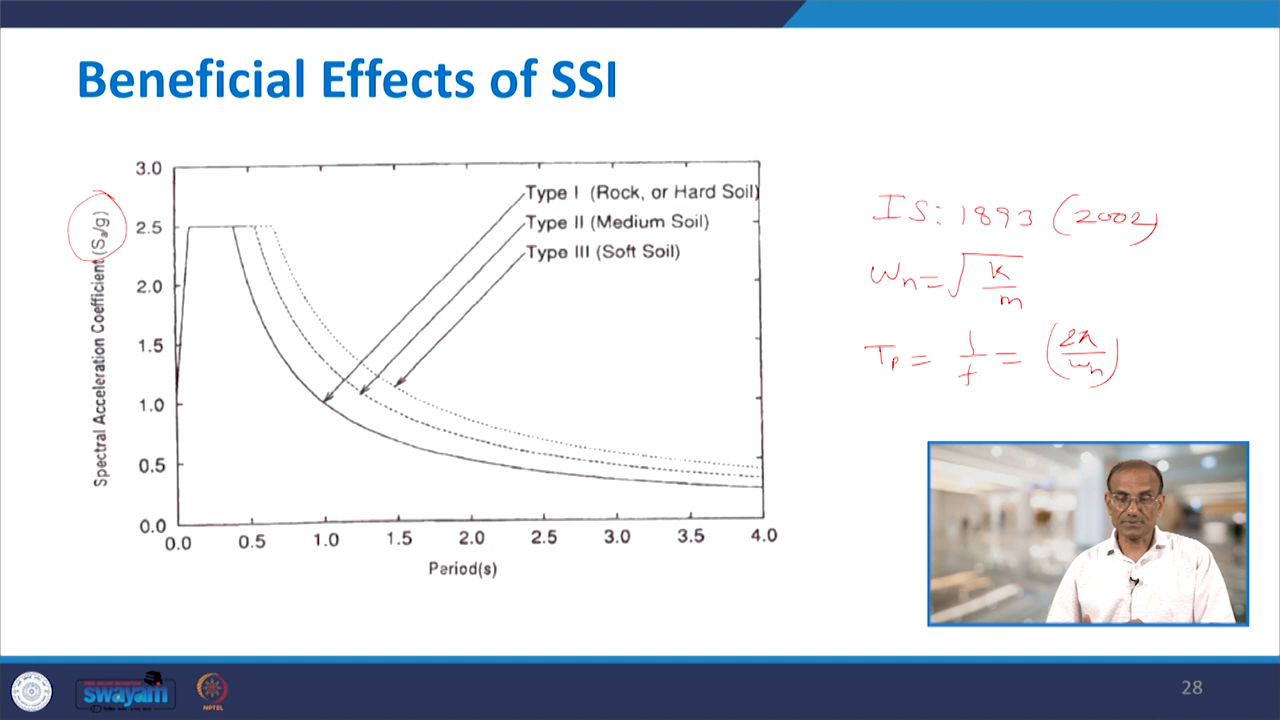 Beneficial Effects of SSI
3.0
2.5
2.0
1.5
1.0
0.5
0.0
Spectral Acceleration Coefficient (Sa/g)
Type I (Rock, or Hard Soil)
Type II (Medium Soil)
Type III (Soft Soil)
0.0 0.5 1.0 1.5 2.0 2.5 3.0 3.5 4.0
Period(s)
IS: 1893 (2002)
ωn = √(k/m)
Tp = 1/f = (2π/ωn)
swayam
NPTEL
28